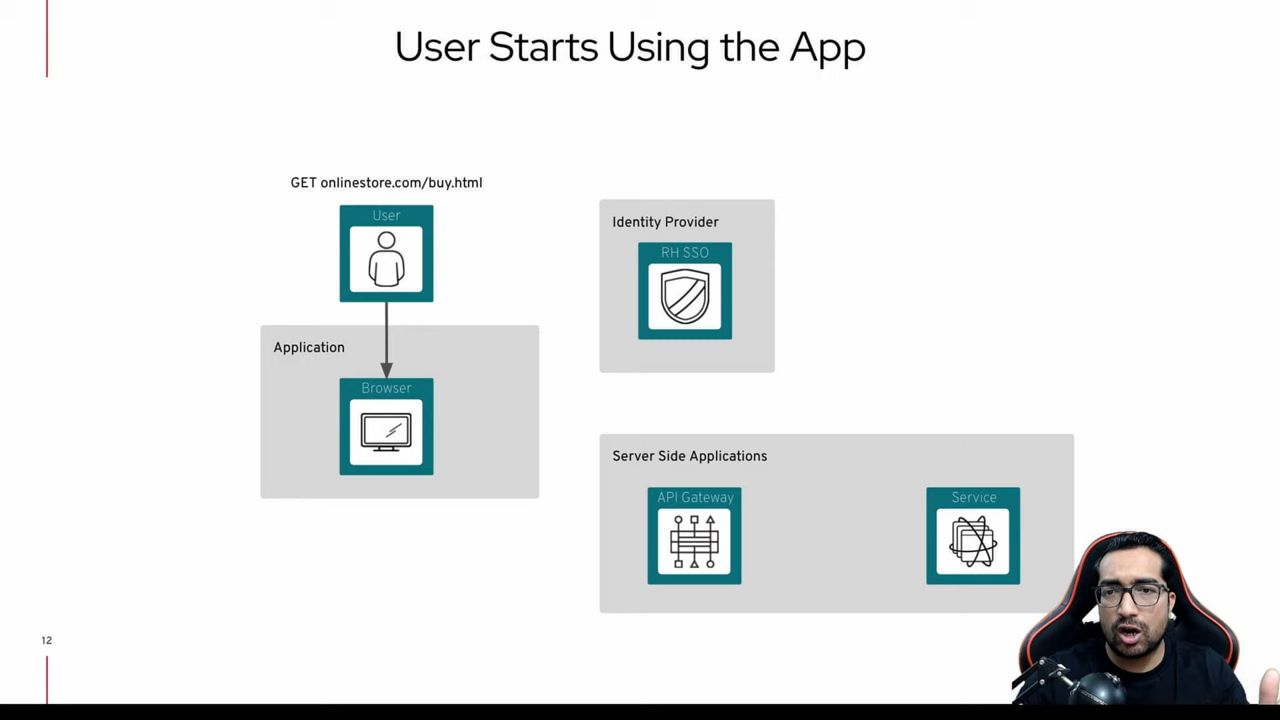 User Starts Using the App
GET onlinestore.com/buy.html
User
Identity Provider
RH SSO
Application
Browser
Server Side Applications
API Gateway
Service
12